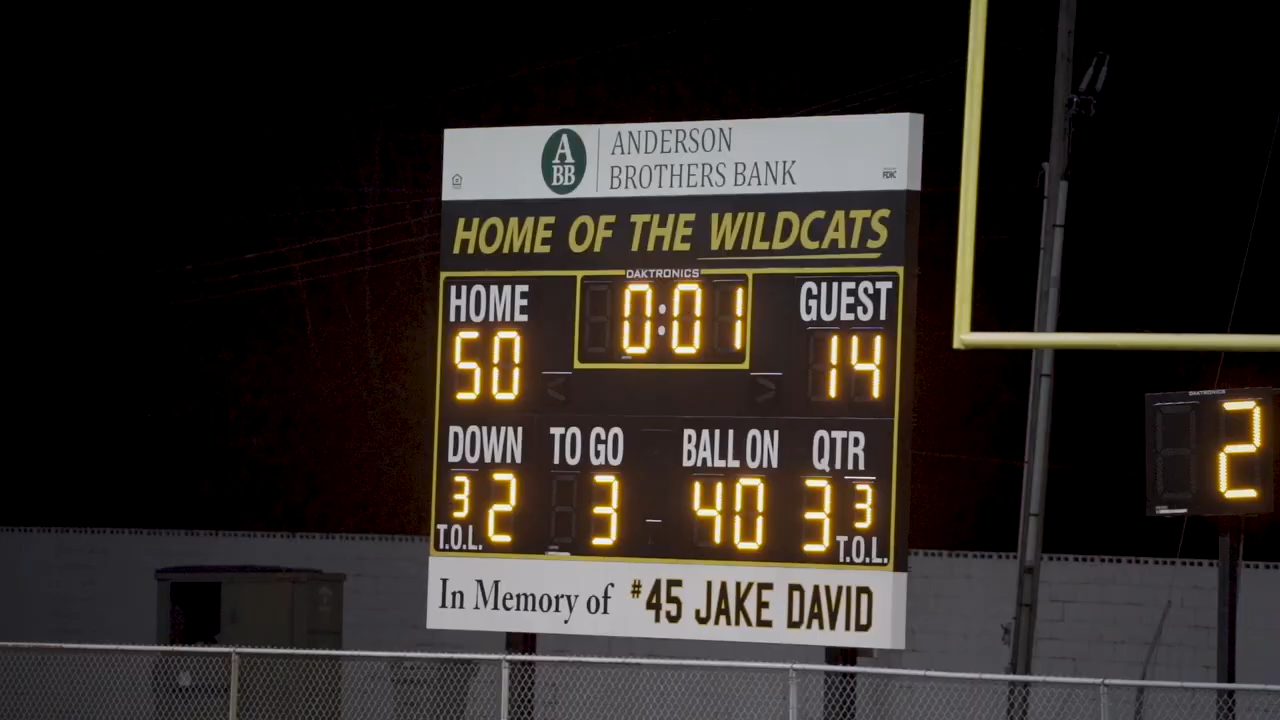 A
BB
ANDERSON
BROTHERS BANK
FDIC
HOME OF THE WILDCATS
DAKTRONICS
HOME 0:01 GUEST
50 14
DOWN TO GO BALL ON QTR
3 2 3 40 3 3
T.O.L. T.O.L.
In Memory of #45 JAKE DAVID
DAKTRONICS
2